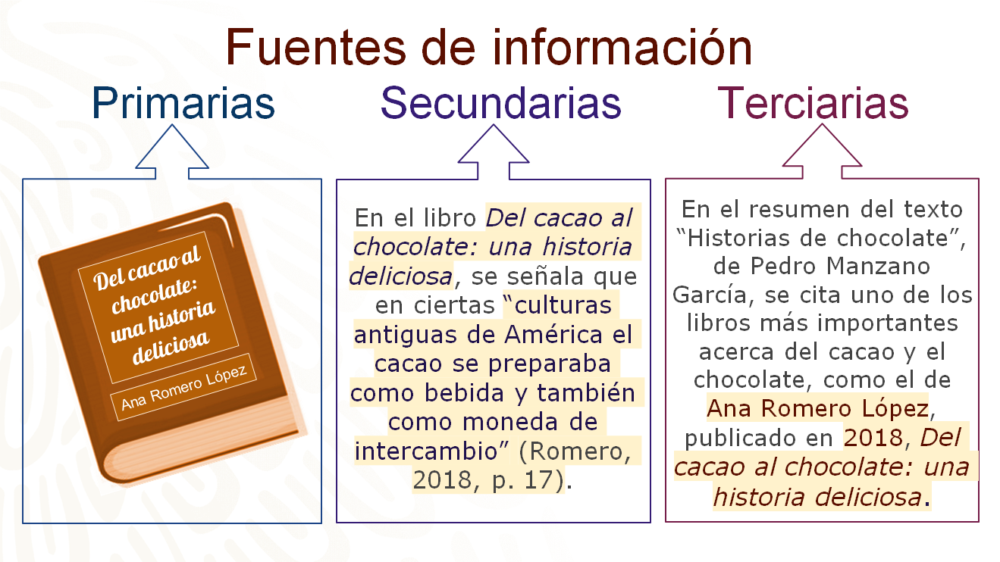 Fuentes de información
Primarias
Secundarias
Terciarias
Del cacao al
chocolate:
una historia
deliciosa
Ana Romero López
En el libro Del cacao al
chocolate: una historia
deliciosa, se señala que
en ciertas “culturas
antiguas de América el
cacao se preparaba
como bebida y también
como moneda de
intercambio” (Romero,
2018, p. 17).
En el resumen del texto
“Historias de chocolate”,
de Pedro Manzano
García, se cita uno de los
libros más importantes
acerca del cacao y el
chocolate, como el de
Ana Romero López,
publicado en 2018, Del
cacao al chocolate: una
historia deliciosa.